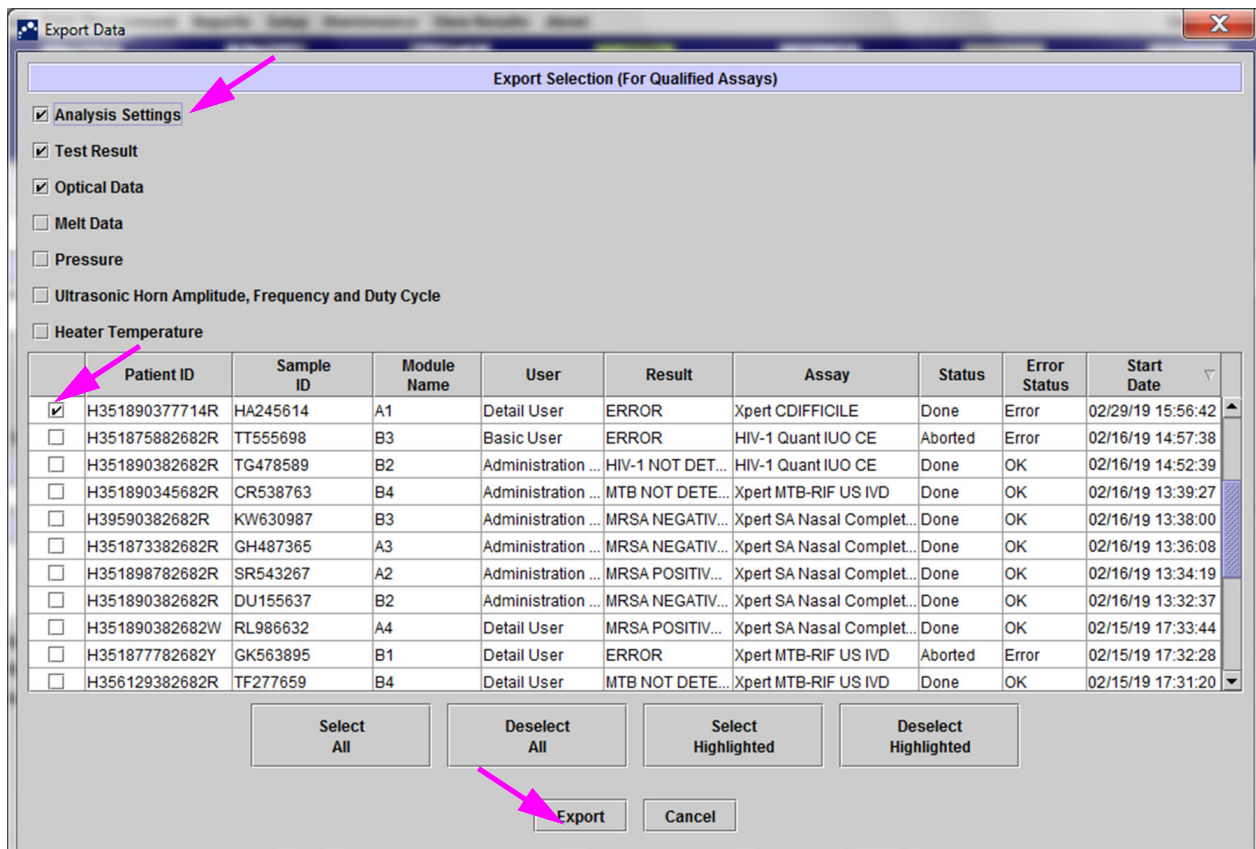 Reports Setup Maintenance View Results About
Export Data
Export Selection (For Qualified Assays)
Analysis Settings
Test Result
Optical Data
Melt Data
Pressure
Ultrasonic Horn Amplitude, Frequency and Duty Cycle
Heater Temperature
Patient ID Sample ID Module Name User Result Assay Status Error Status Start Date
H351890377714R HA245614 A1 Detail User ERROR Xpert CDIFFICILE Done Error 02/29/19 15:56:42
H351875882682R TT555698 B3 Basic User ERROR HIV-1 Quant IUO CE Aborted Error 02/16/19 14:57:38
H351890382682R TG478589 B2 Administration ... HIV-1 NOT DET... HIV-1 Quant IUO CE Done OK 02/16/19 14:52:39
H351890345682R CR538763 B4 Administration ... MTB NOT DETE... Xpert MTB-RIF US IVD Done OK 02/16/19 13:39:27
H39590382682R KW630987 B3 Administration ... MRSA NEGATIV... Xpert SA Nasal Complet... Done OK 02/16/19 13:38:00
H351873382682R GH487365 A3 Administration ... MRSA NEGATIV... Xpert SA Nasal Complet... Done OK 02/16/19 13:36:08
H351898782682R SR543267 A2 Administration ... MRSA POSITIV... Xpert SA Nasal Complet... Done OK 02/16/19 13:34:19
H351890382682R DU155637 B2 Administration ... MRSA NEGATIV... Xpert SA Nasal Complet... Done OK 02/16/19 13:32:37
H351890382682W RL986632 A4 Detail User MRSA POSITIV... Xpert SA Nasal Complet... Done OK 02/15/19 17:33:44
H351877782682Y GK563895 B1 Detail User ERROR Xpert MTB-RIF US IVD Aborted Error 02/15/19 17:32:28
H356129382682R TF277659 B4 Detail User MTB NOT DETE... Xpert MTB-RIF US IVD Done OK 02/15/19 17:31:20
Select All Deselect All Select Highlighted Deselect Highlighted
Export Cancel